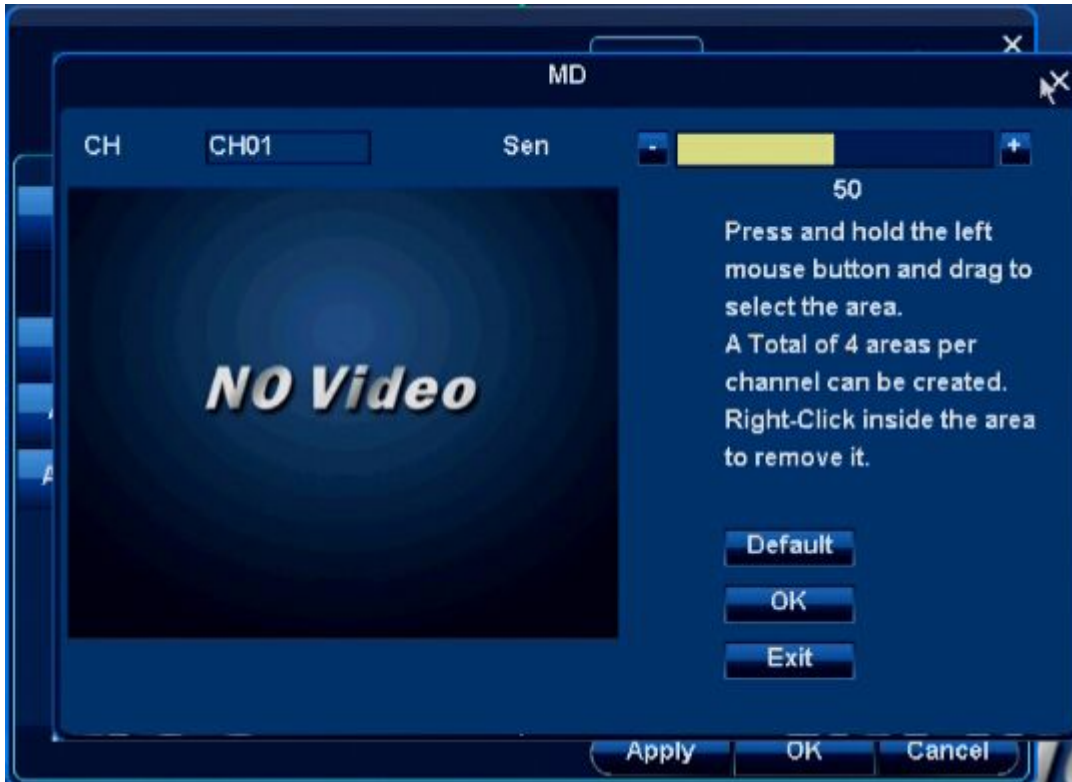 MD
CH CH01 Sen - +
50
Press and hold the left
mouse button and drag to
select the area.
A Total of 4 areas per
channel can be created.
Right-Click inside the area
to remove it.
NO Video
Default
OK
Exit
Apply OK Cancel